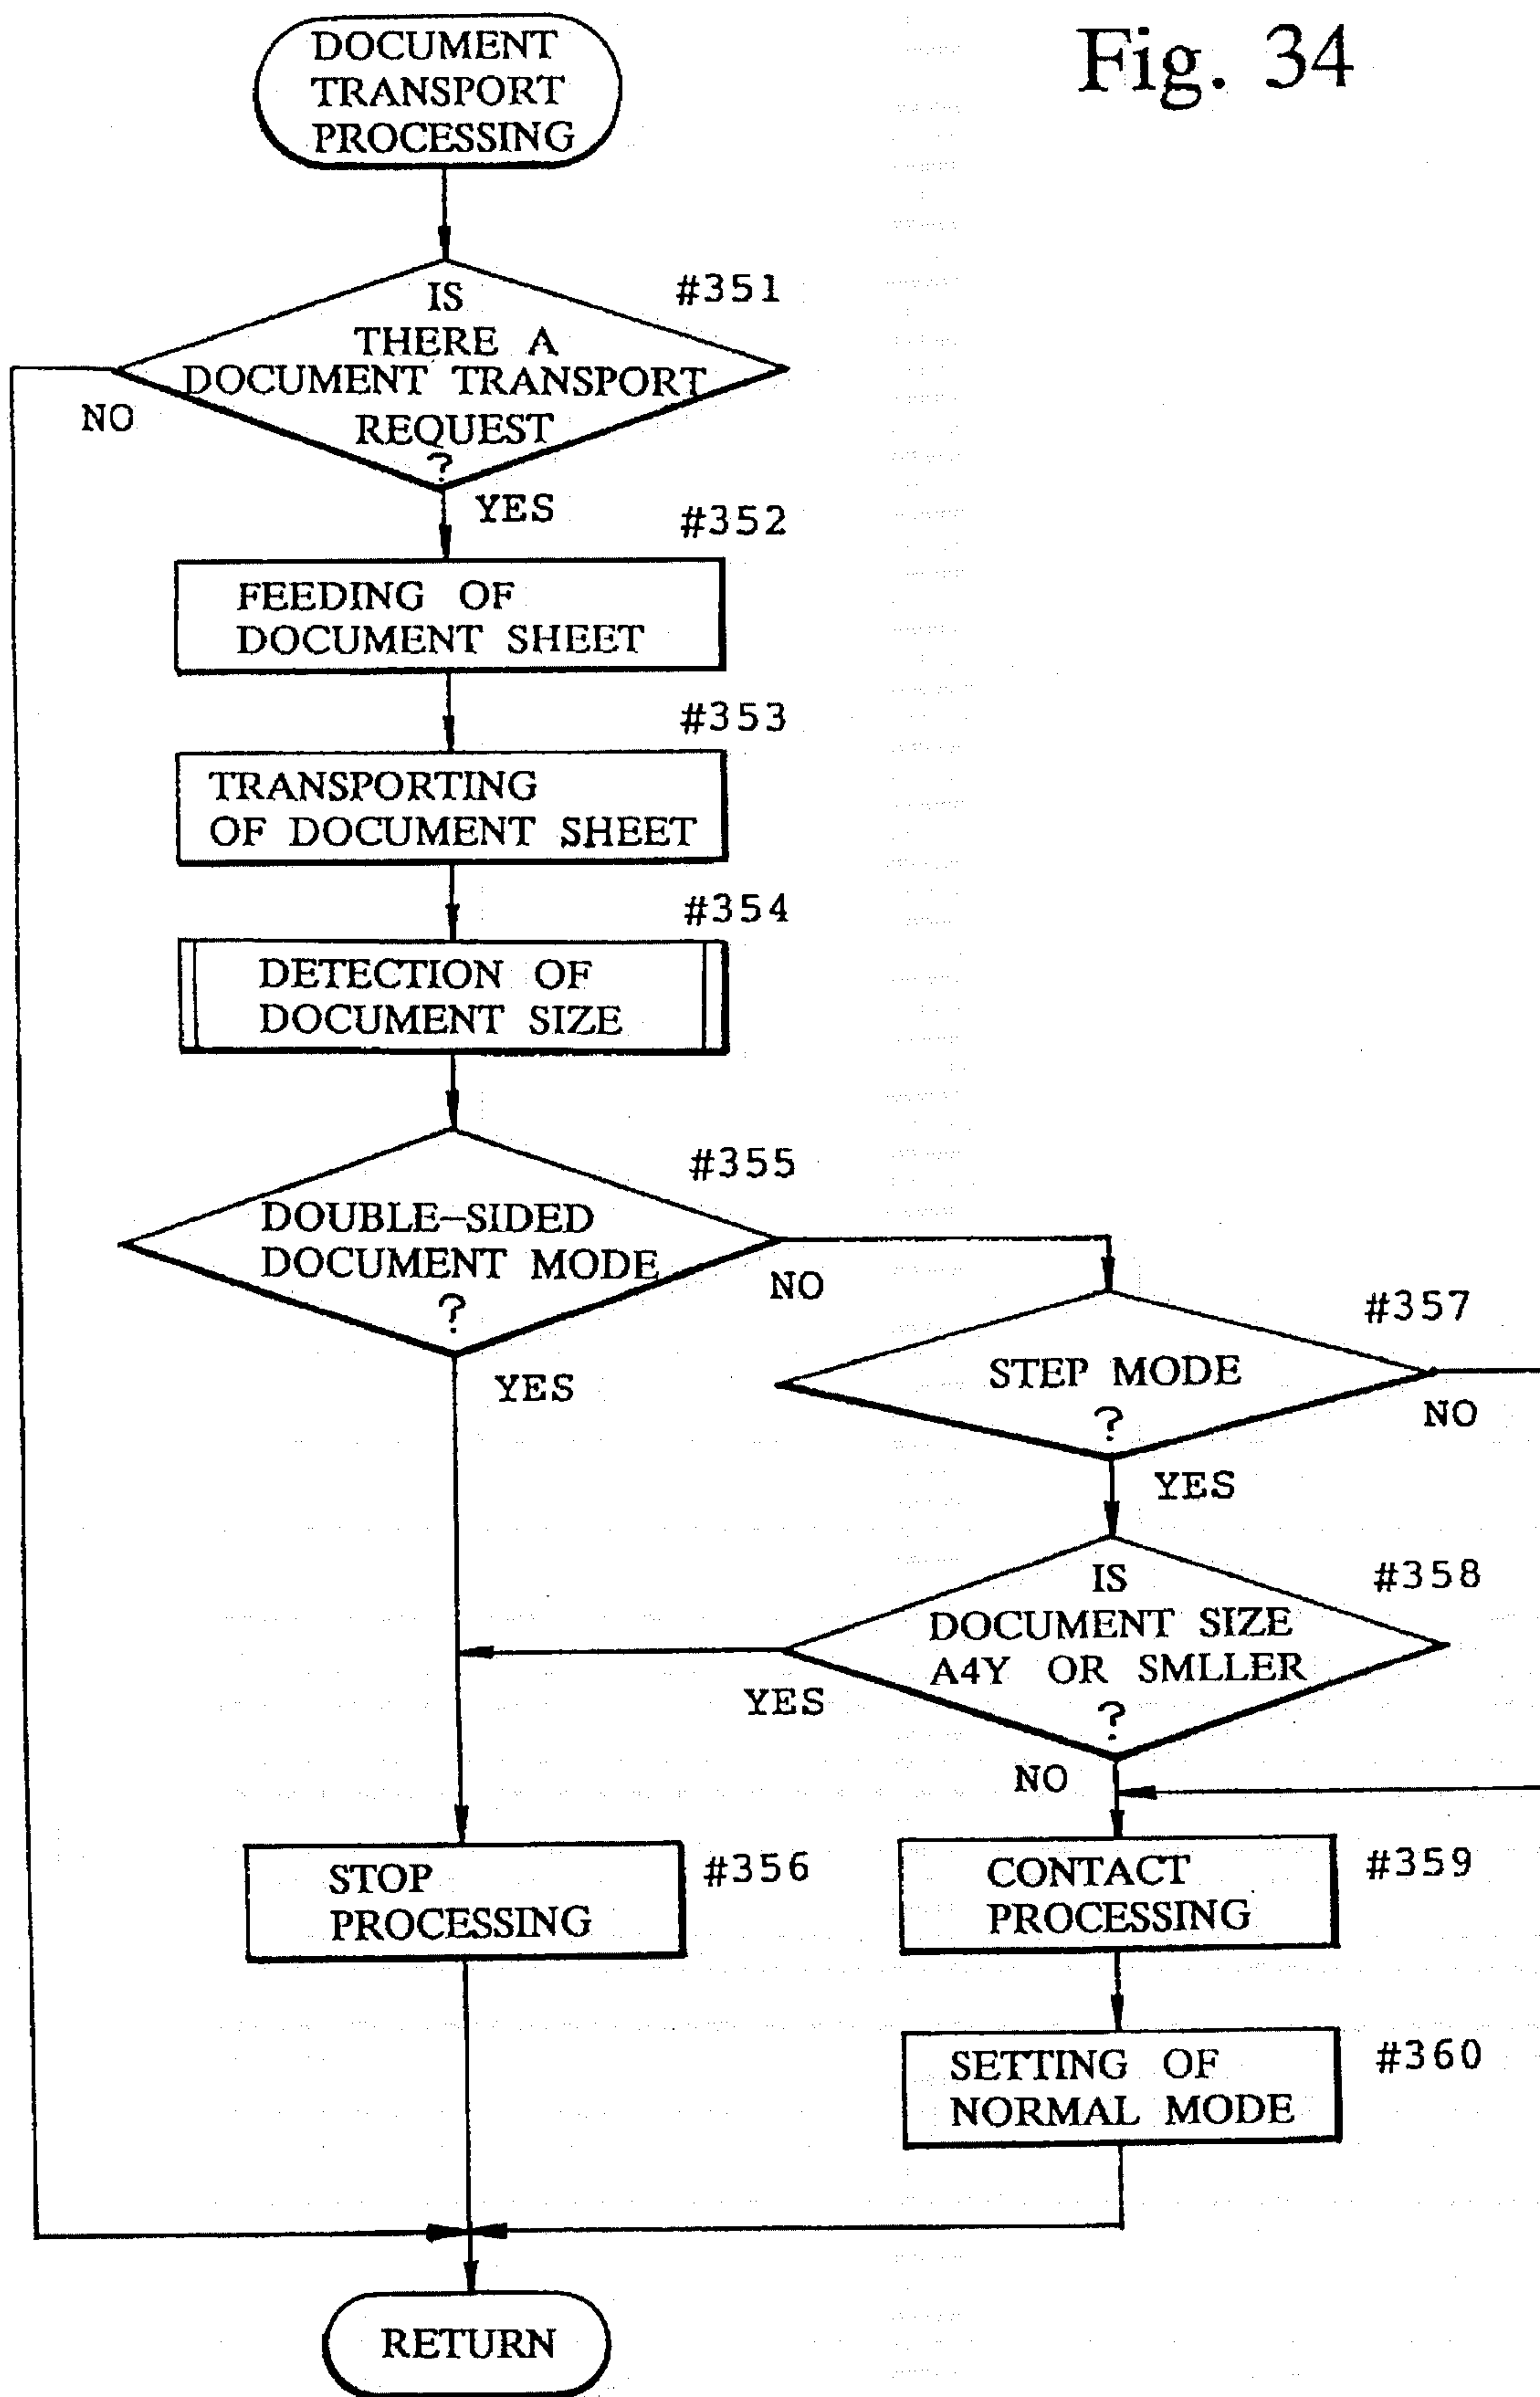 Fig. 34
DOCUMENT
TRANSPORT
PROCESSING
#351
IS
THERE A
DOCUMENT TRANSPORT
REQUEST
?
NO
YES
#352
FEEDING OF
DOCUMENT SHEET
#353
TRANSPORTING
OF DOCUMENT SHEET
#354
DETECTION OF
DOCUMENT SIZE
#355
DOUBLE-SIDED
DOCUMENT MODE
?
NO
YES
#357
STEP MODE
?
NO
YES
#358
IS
DOCUMENT SIZE
A4Y OR SMLLER
?
YES
NO
STOP
PROCESSING
#356
CONTACT
PROCESSING
#359
SETTING OF
NORMAL MODE
#360
RETURN